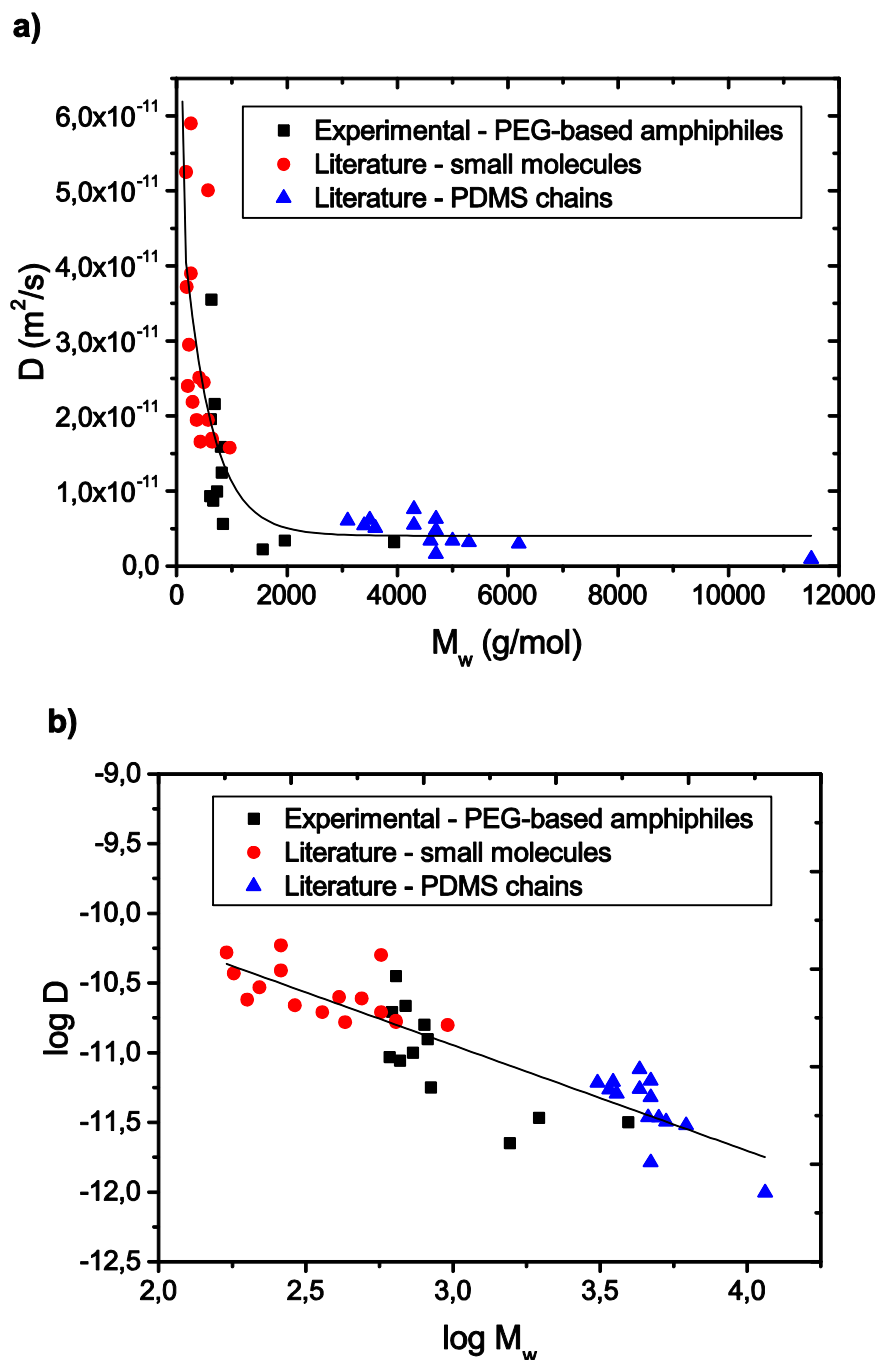 a)
6,0x10⁻¹¹
5,0x10⁻¹¹
4,0x10⁻¹¹
3,0x10⁻¹¹
2,0x10⁻¹¹
1,0x10⁻¹¹
0,0
D (m²/s)
Experimental - PEG-based amphiphiles
Literature - small molecules
Literature - PDMS chains
0 2000 4000 6000 8000 10000 12000
M_w (g/mol)
b)
-9,0
-9,5
-10,0
-10,5
-11,0
-11,5
-12,0
-12,5
log D
Experimental - PEG-based amphiphiles
Literature - small molecules
Literature - PDMS chains
2,0 2,5 3,0 3,5 4,0
log M_w